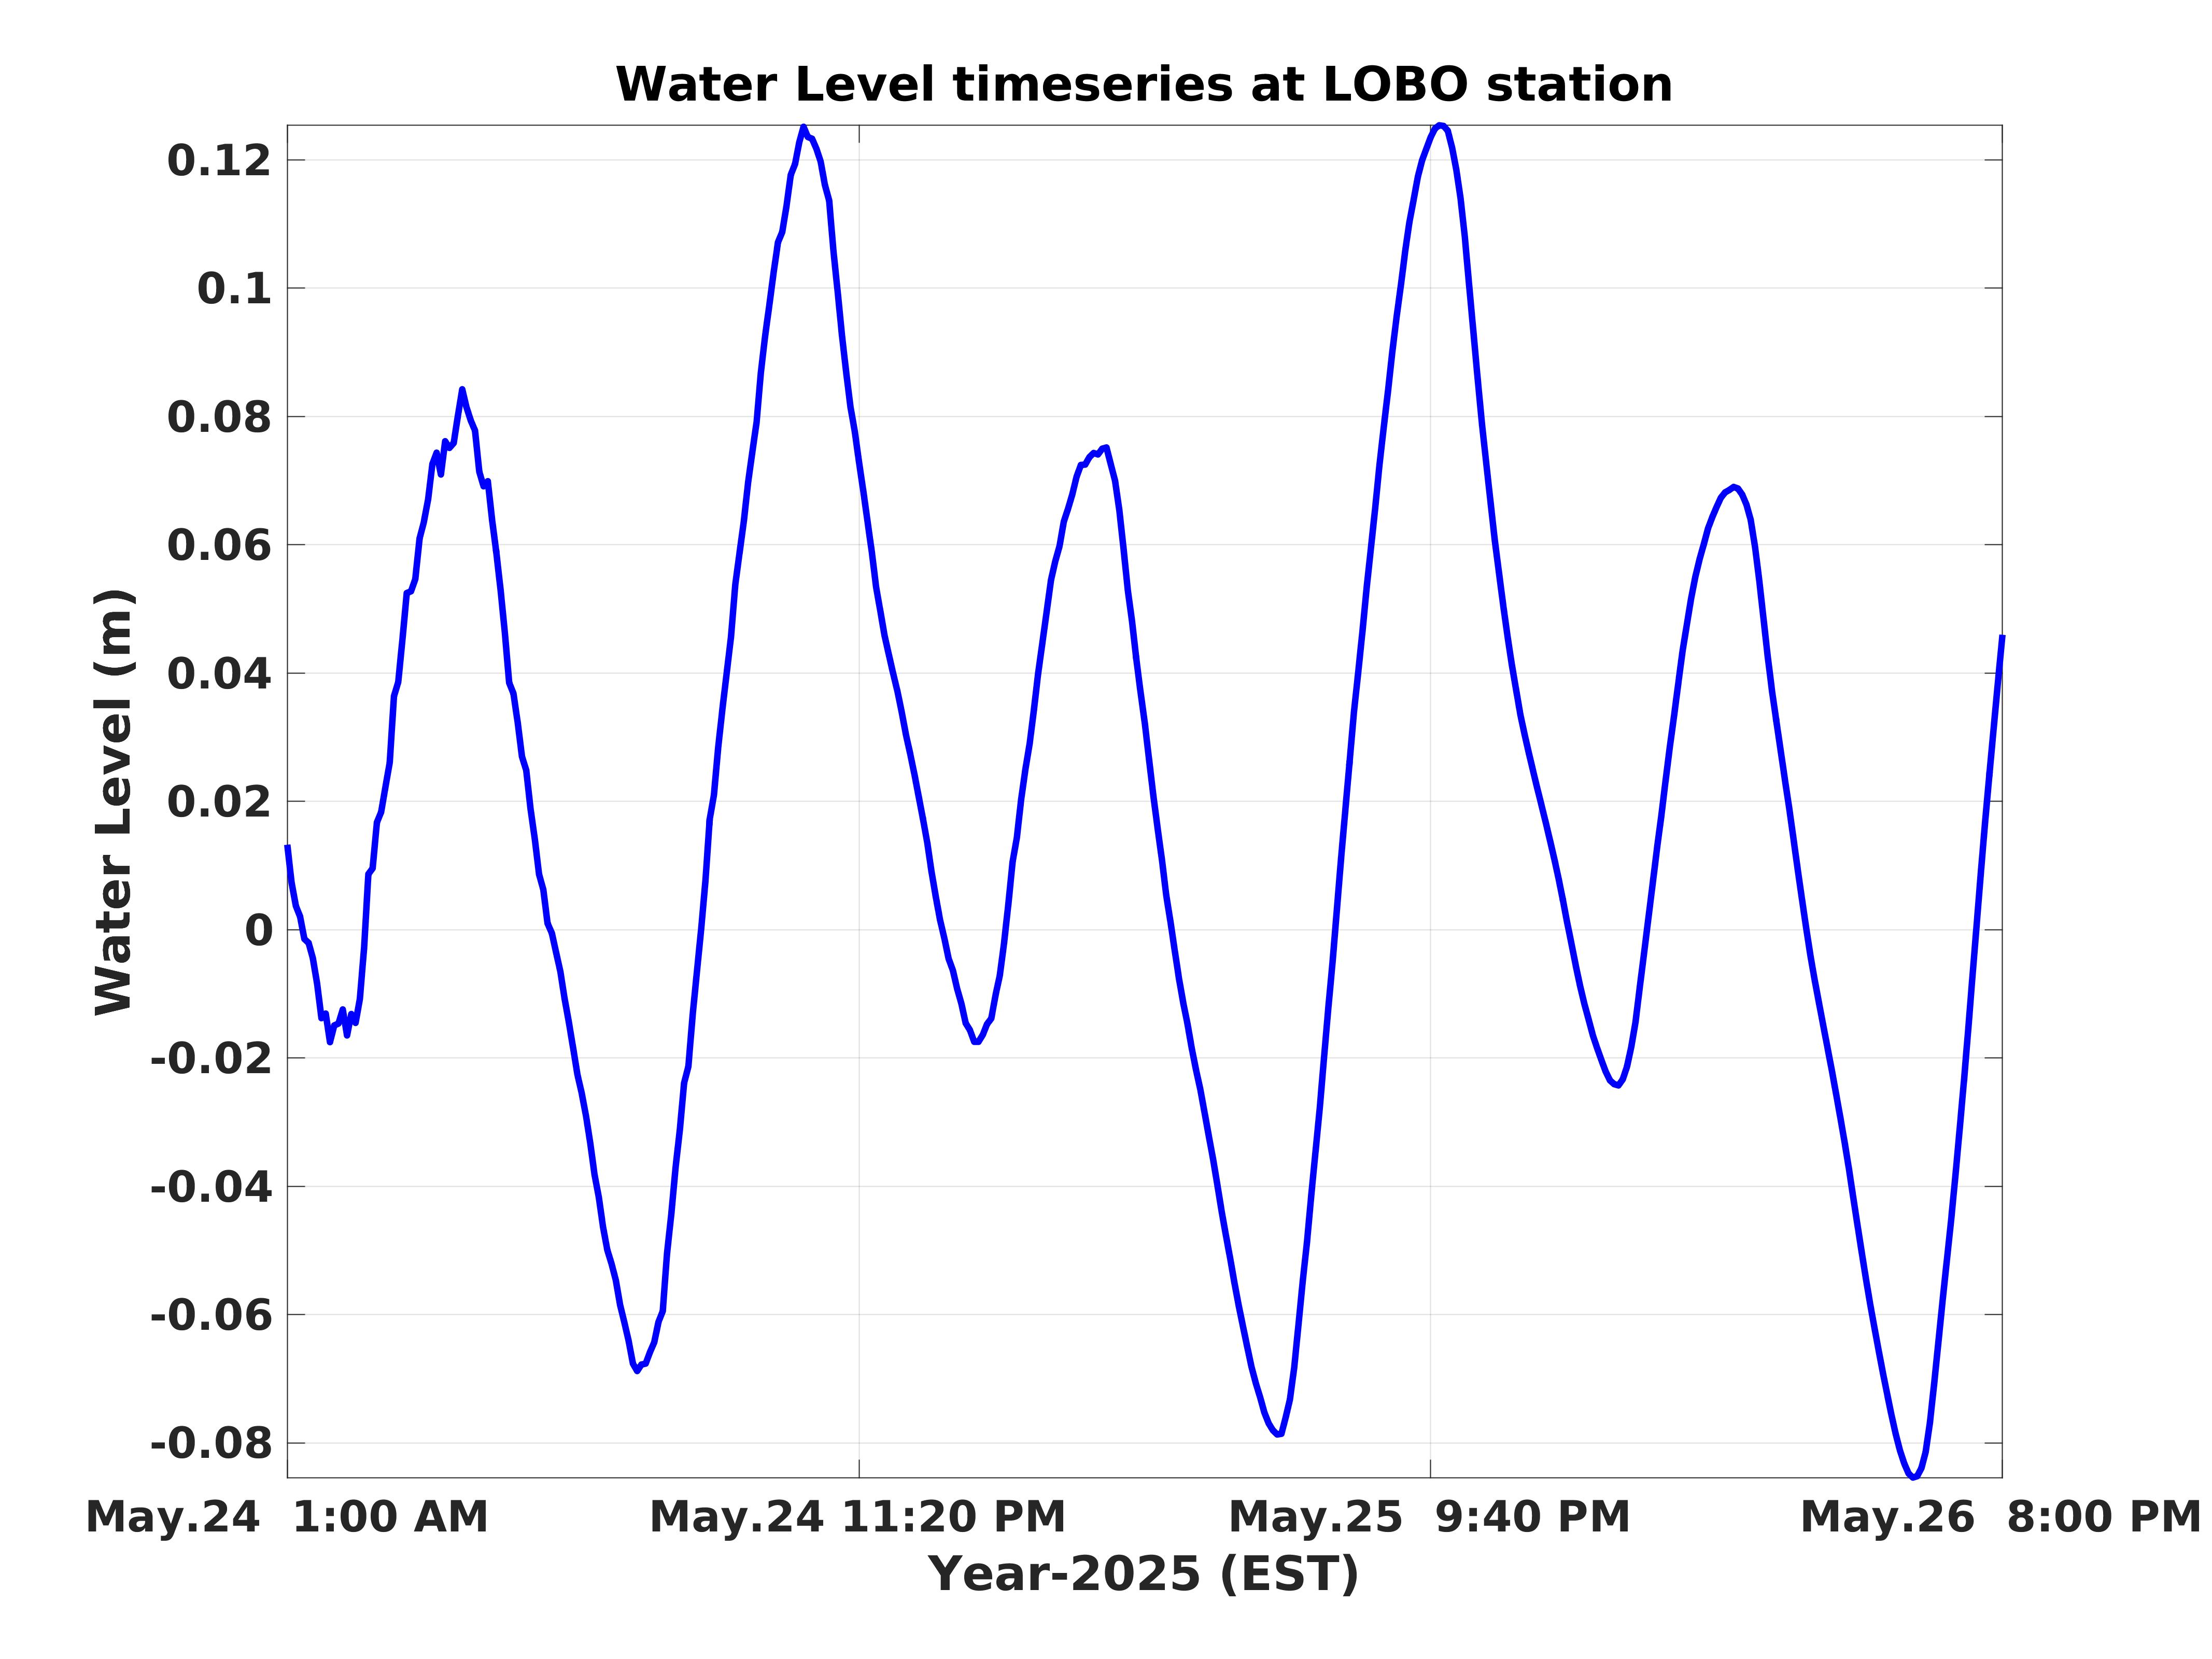 Water Level timeseries at LOBO station
0.12
0.1
0.08
0.06
0.04
0.02
0
-0.02
-0.04
-0.06
-0.08
Water Level (m)
May.24 1:00 AM May.24 11:20 PM May.25 9:40 PM May.26 8:00 PM
Year-2025 (EST)